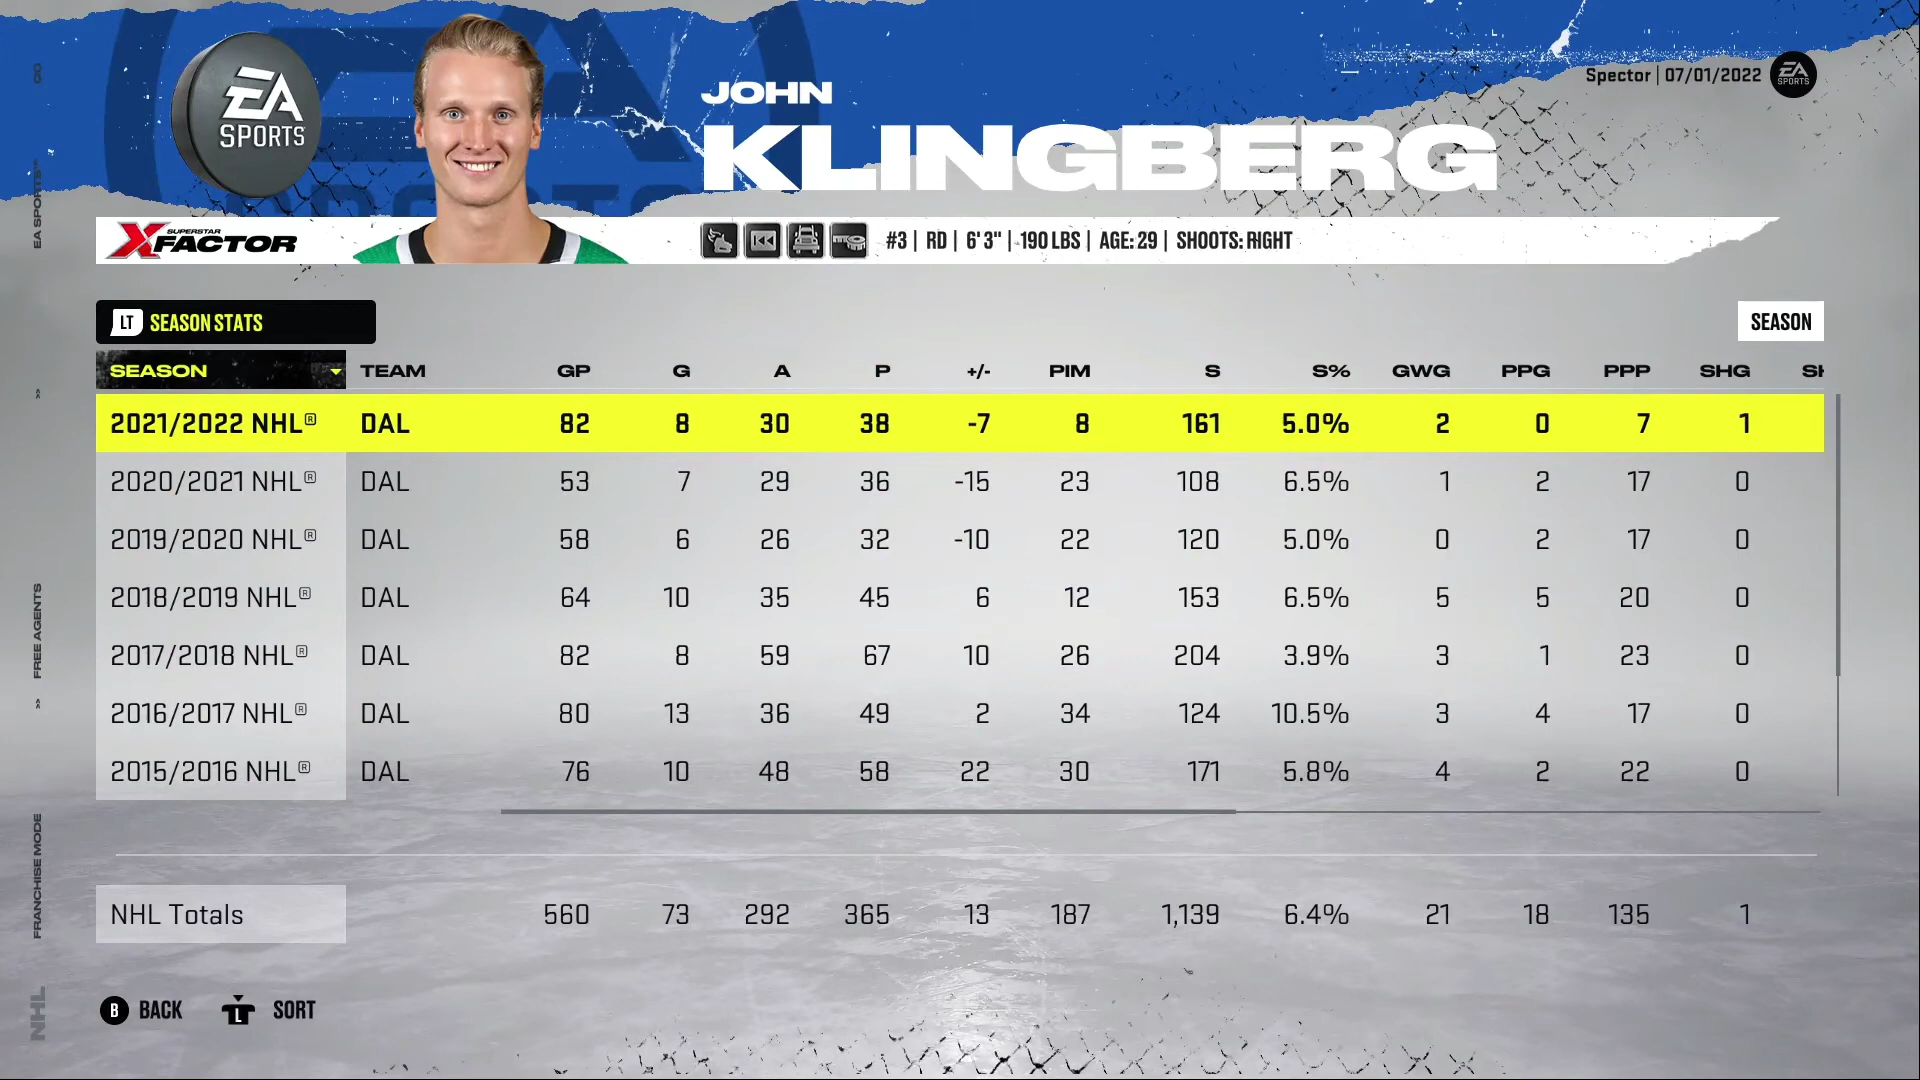 EA SPORTS
JOHN
KLINGBERG
Spector | 07/01/2022 EA SPORTS
SUPERSTAR
X-FACTOR
#3 | RD | 6' 3" | 190 LBS | AGE: 29 | SHOOTS: RIGHT
LT SEASON STATS
SEASON
SEASON TEAM GP G A P +/- PIM S S% GWG PPG PPP SHG
2021/2022 NHL® DAL 82 8 30 38 -7 8 161 5.0% 2 0 7 1
2020/2021 NHL® DAL 53 7 29 36 -15 23 108 6.5% 1 2 17 0
2019/2020 NHL® DAL 58 6 26 32 -10 22 120 5.0% 0 2 17 0
2018/2019 NHL® DAL 64 10 35 45 6 12 153 6.5% 5 5 20 0
2017/2018 NHL® DAL 82 8 59 67 10 26 204 3.9% 3 1 23 0
2016/2017 NHL® DAL 80 13 36 49 2 34 124 10.5% 3 4 17 0
2015/2016 NHL® DAL 76 10 48 58 22 30 171 5.8% 4 2 22 0
NHL Totals 560 73 292 365 13 187 1,139 6.4% 21 18 135 1
B BACK L SORT
NHL FRANCHISE MODE >> FREE AGENTS >> EA SPORTS™